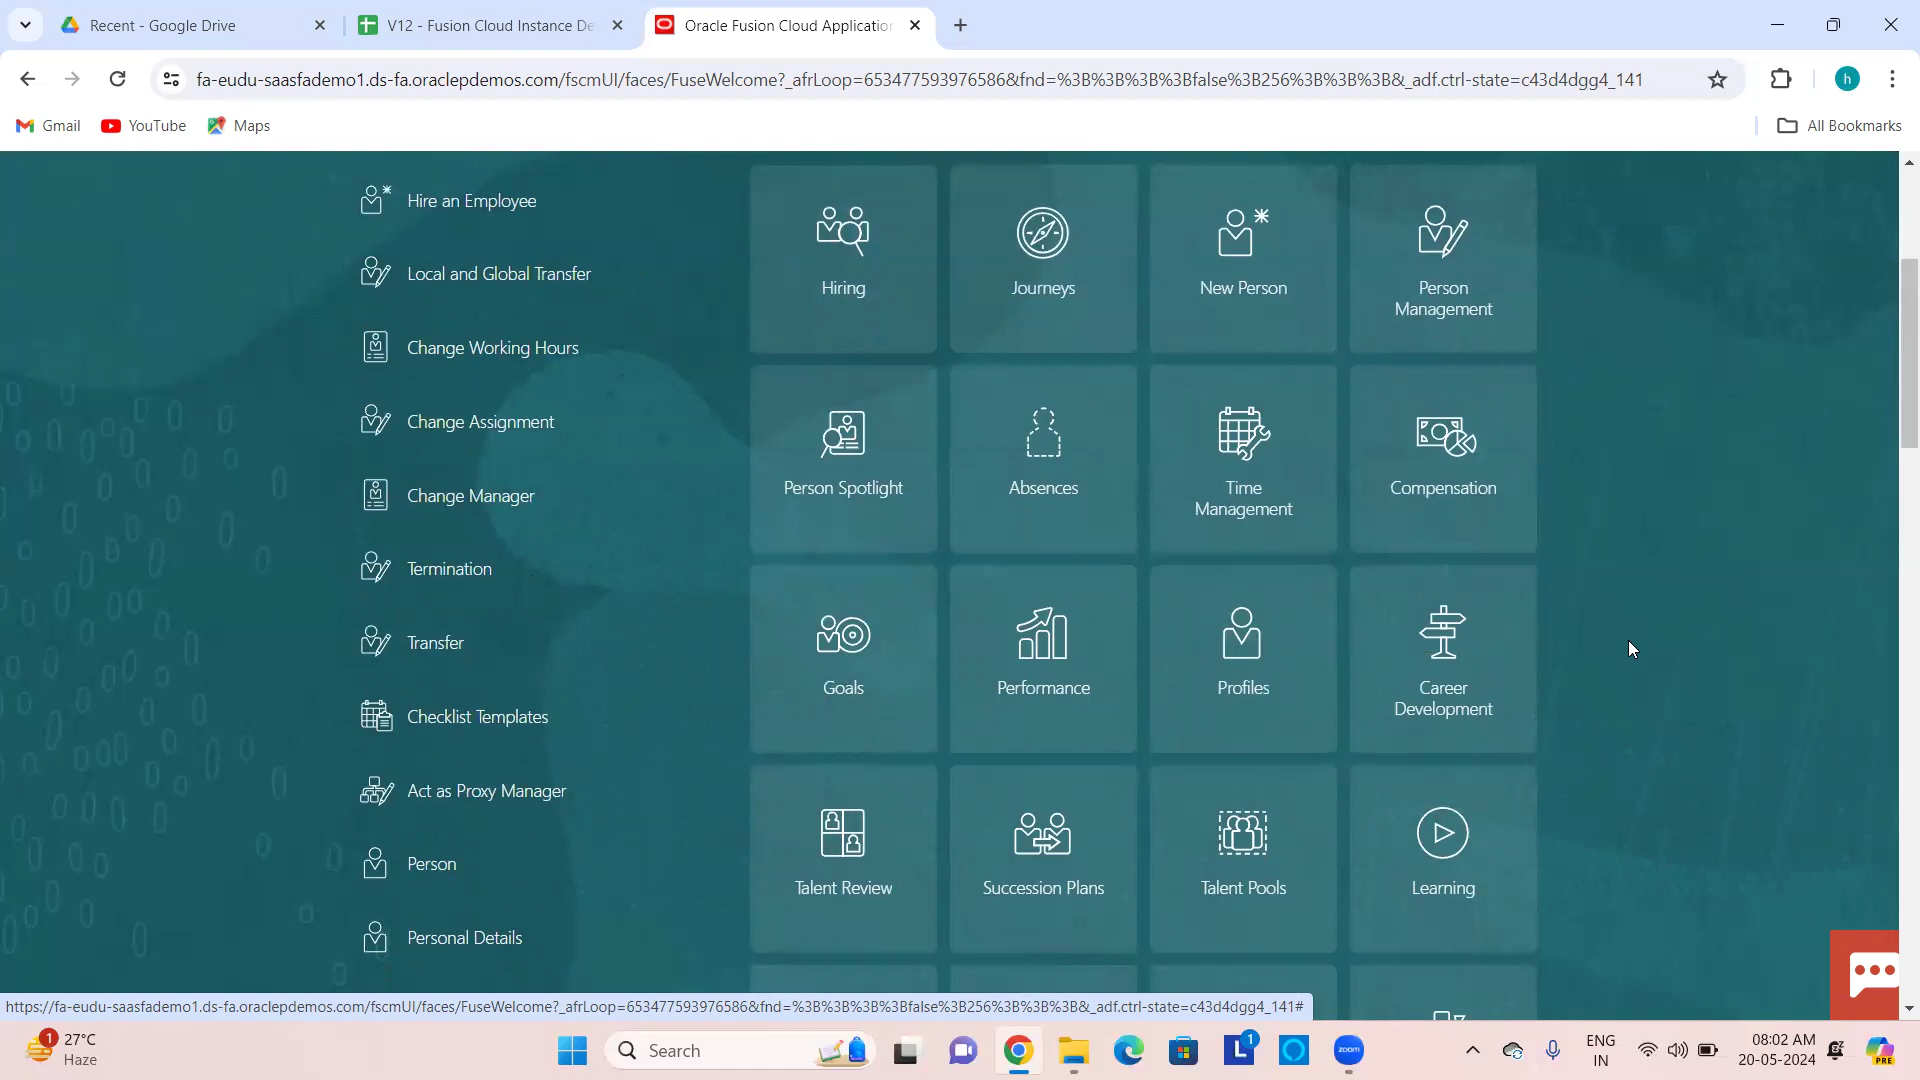 Recent - Google Drive
V12 - Fusion Cloud Instance De
Oracle Fusion Cloud Application
fa-eudu-saasfademo1.ds-fa.oraclepdemos.com/fscmUI/faces/FuseWelcome?_afrLoop=653477593976586&fnd=%3B%3B%3B%3Bfalse%3B256%3B%3B%3B&_adf.ctrl-state=c43d4dgg4_141
h
Gmail
YouTube
Maps
All Bookmarks
Hire an Employee
Local and Global Transfer
Change Working Hours
Change Assignment
Change Manager
Termination
Transfer
Checklist Templates
Act as Proxy Manager
Person
Personal Details
Hiring
Journeys
New Person
Person
Management
Person Spotlight
Absences
Time
Management
Compensation
Goals
Performance
Profiles
Career
Development
Talent Review
Succession Plans
Talent Pools
Learning
https://fa-eudu-saasfademo1.ds-fa.oraclepdemos.com/fscmUI/faces/FuseWelcome?_afrLoop=653477593976586&fnd=%3B%3B%3B%3Bfalse%3B256%3B%3B%3B&_adf.ctrl-state=c43d4dgg4_141#
1
27°C
Haze
Search
L
1
zoom
ENG
IN
08:02 AM
20-05-2024
PRE